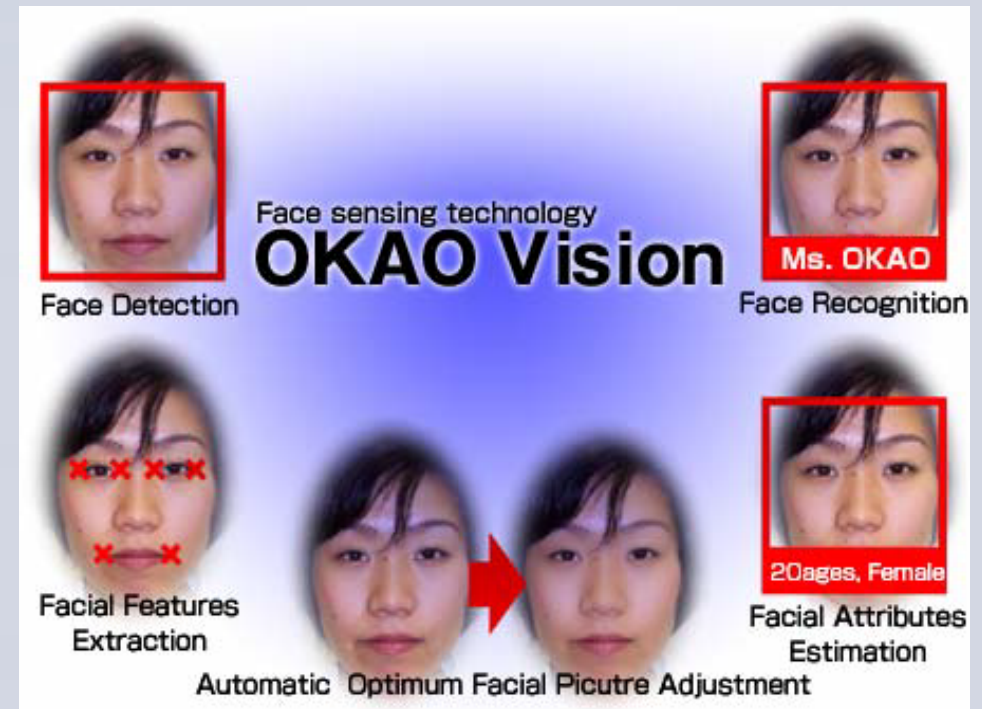 Face sensing technology
OKAO Vision
Face Detection
Ms. OKAO
Face Recognition
Facial Features
Extraction
20ages, Female
Facial Attributes
Estimation
Automatic Optimum Facial Picutre Adjustment